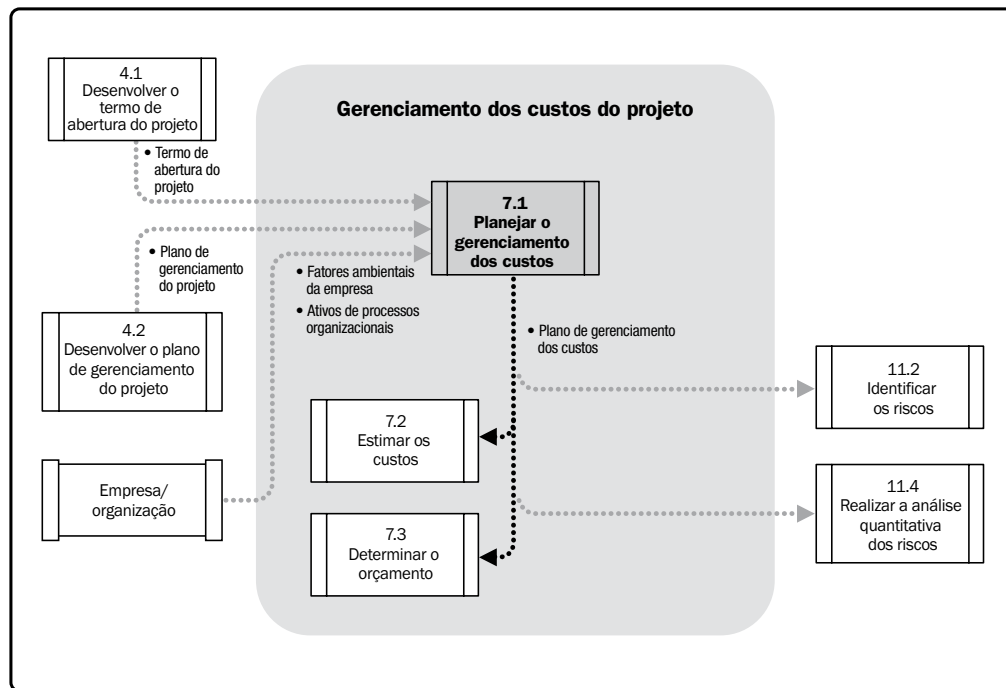 4.1
Desenvolver o
termo de
abertura do projeto
• Termo de
abertura do
projeto
Gerenciamento dos custos do projeto
7.1
Planejar o
gerenciamento
dos custos
• Plano de
gerenciamento
do projeto
• Fatores ambientais
da empresa
• Ativos de processos
organizacionais
4.2
Desenvolver o plano
de gerenciamento
do projeto
• Plano de gerenciamento
dos custos
11.2
Identificar
os riscos
7.2
Estimar os
custos
Empresa/
organização
11.4
Realizar a análise
quantitativa
dos riscos
7.3
Determinar o
orçamento